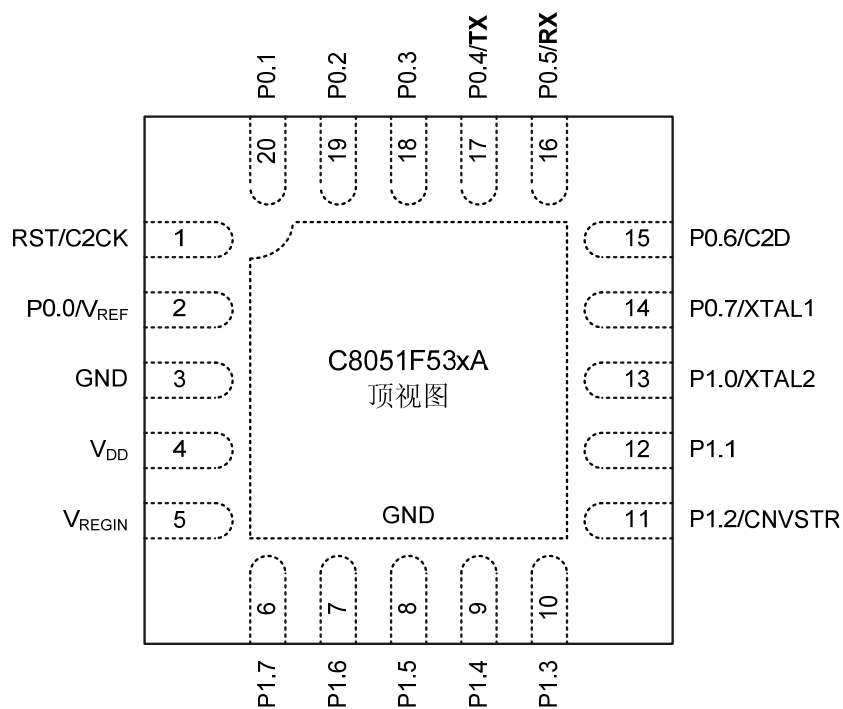 P0.1
P0.2
P0.3
P0.4/TX
P0.5/RX
20
19
18
17
16
RST/C2CK
1
15
P0.6/C2D
P0.0/VREF
2
14
P0.7/XTAL1
GND
3
C8051F53xA
顶视图
13
P1.0/XTAL2
VDD
4
12
P1.1
VREGIN
5
GND
11
P1.2/CNVSTR
6
7
8
9
10
P1.7
P1.6
P1.5
P1.4
P1.3